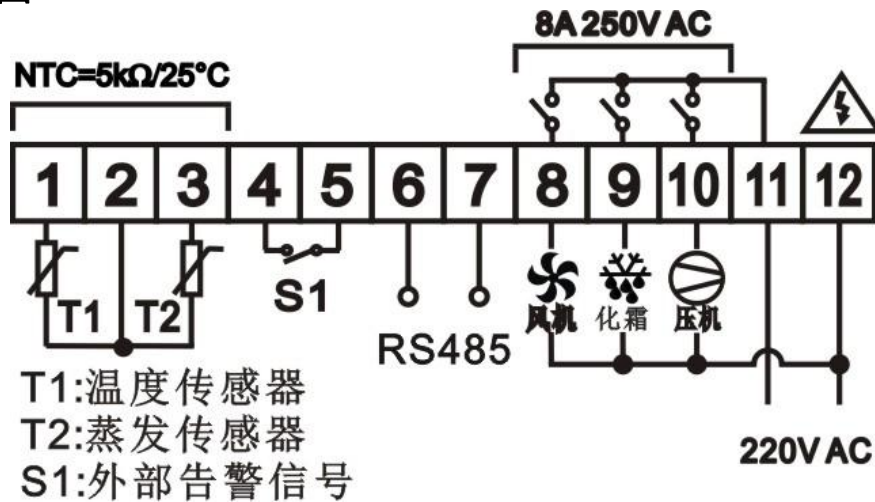 8A 250V AC
NTC=5kΩ/25°C
1 2 3 4 5 6 7 8 9 10 11 12
T1 T2 S1 RS485 风机 化霜 压机
T1:温度传感器
T2:蒸发传感器
S1:外部告警信号
220V AC